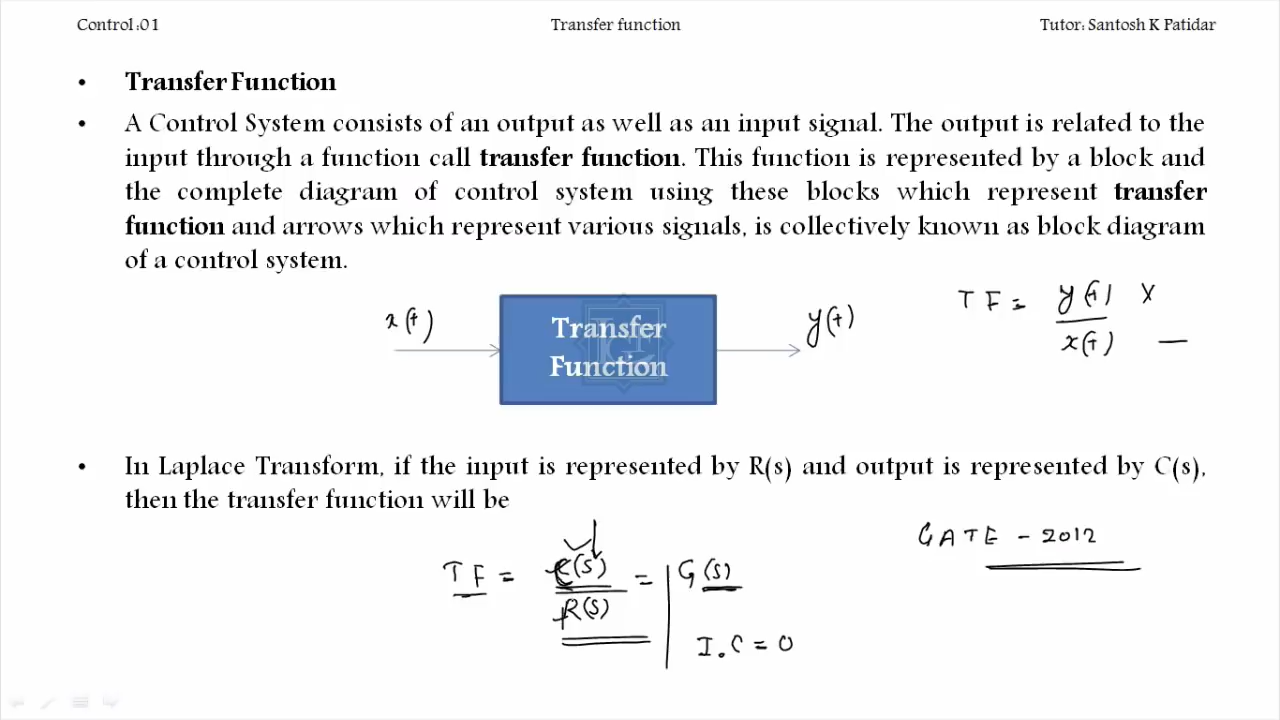 Control :01 Transfer function Tutor: Santosh K Patidar
• Transfer Function
• A Control System consists of an output as well as an input signal. The output is related to the
input through a function call transfer function. This function is represented by a block and
the complete diagram of control system using these blocks which represent transfer
function and arrows which represent various signals, is collectively known as block diagram
of a control system.
x(t)
Transfer
Function
y(t)
TF = y(t) X
x(t) —
• In Laplace Transform, if the input is represented by R(s) and output is represented by C(s),
then the transfer function will be
GATE - 2012
TF = C(s) = G(s)
R(s)
I.C = 0